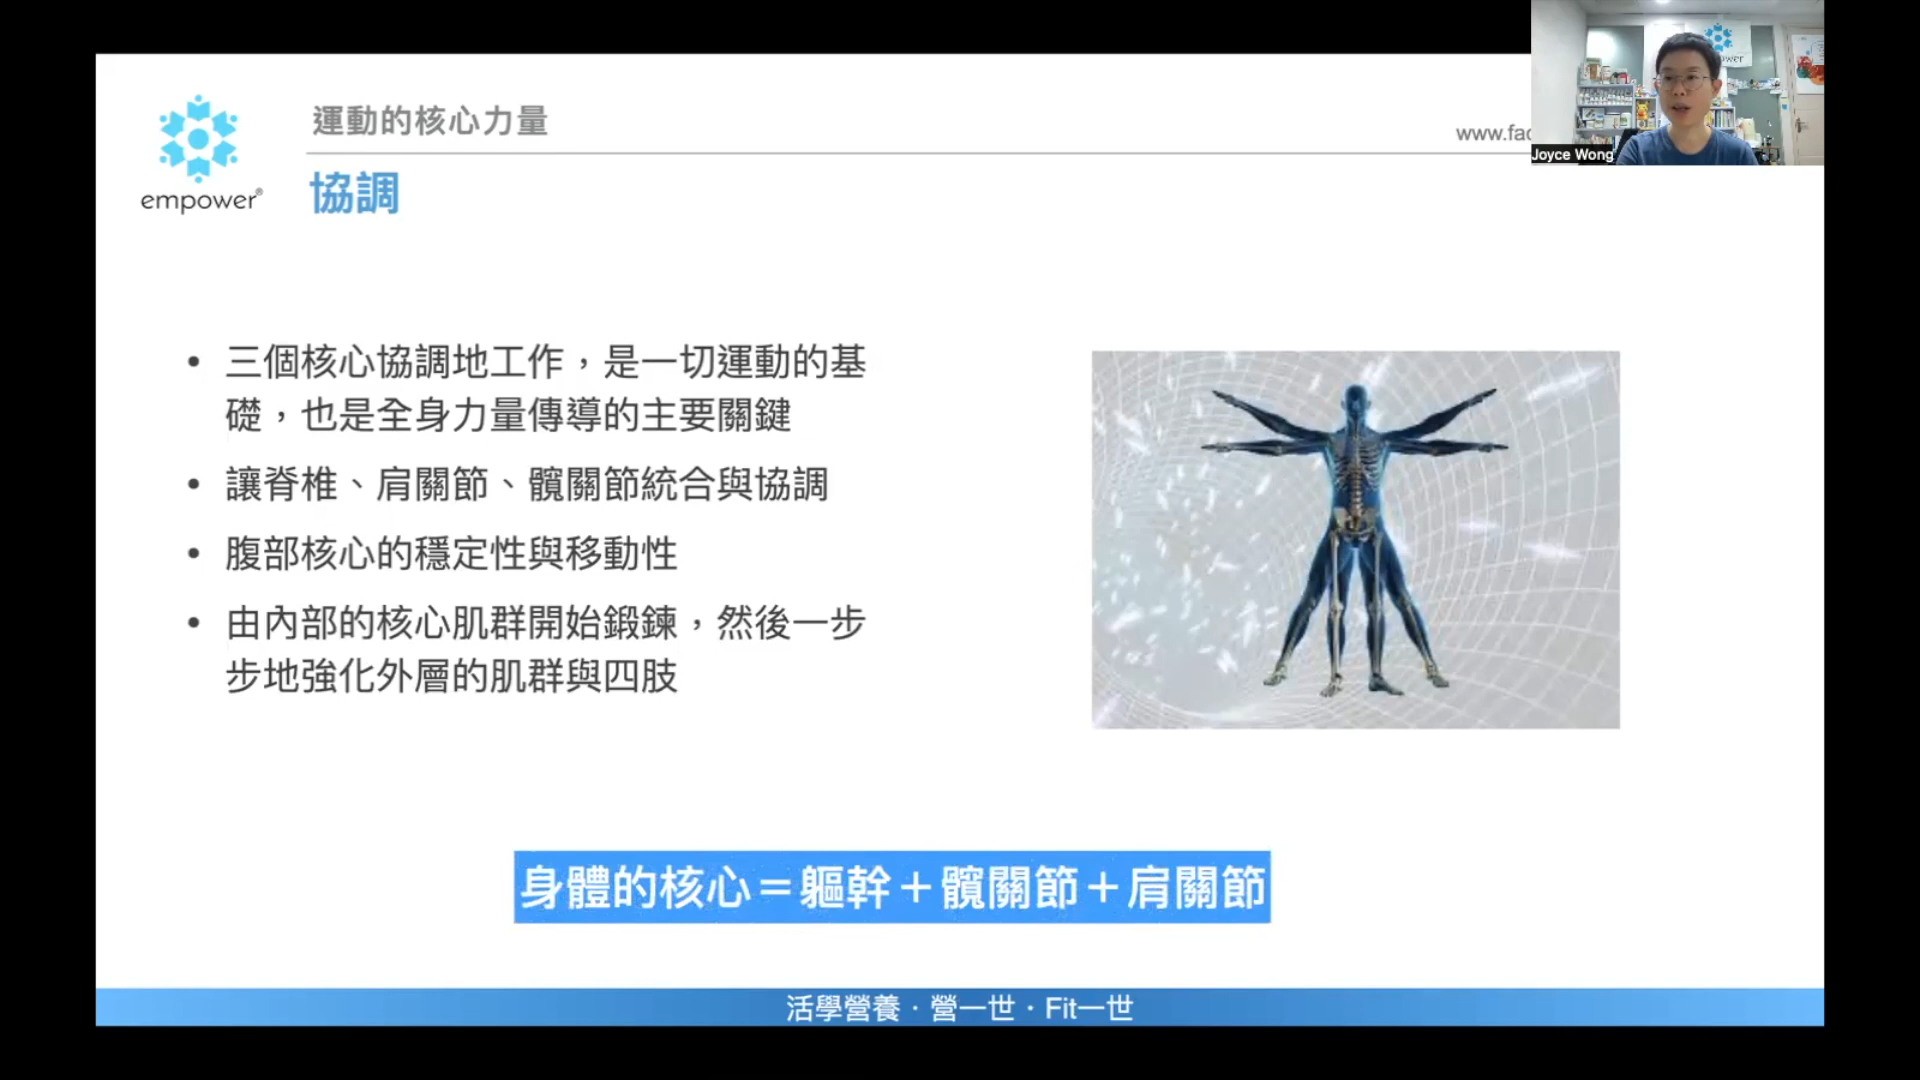 運動的核心力量
www.fac
Joyce Wong
empower®
協調
• 三個核心協調地工作，是一切運動的基
礎，也是全身力量傳導的主要關鍵
• 讓脊椎、肩關節、髖關節統合與協調
• 腹部核心的穩定性與移動性
• 由內部的核心肌群開始鍛鍊，然後一步
步地強化外層的肌群與四肢
身體的核心＝軀幹＋髖關節＋肩關節
活學營養 · 營一世 · Fit一世